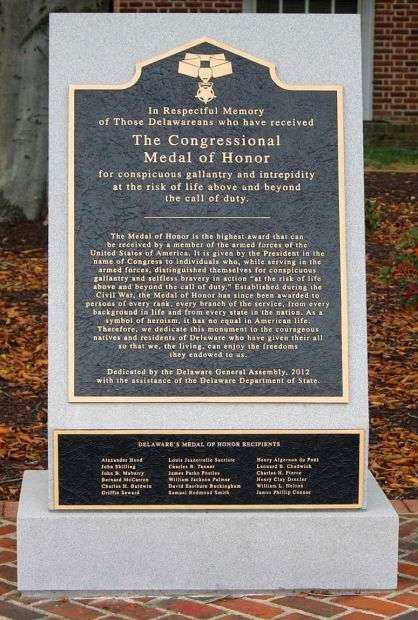 In Respectful Memory
of Those Delawareans who have received
The Congressional
Medal of Honor
for conspicuous gallantry and intrepidity
at the risk of life above and beyond
the call of duty.
The Medal of Honor is the highest award that can
be received by a member of the armed forces of the
United States of America. It is given by the President in the
name of Congress to individuals who, while serving in the
armed forces, distinguished themselves for conspicuous
gallantry and selfless bravery in action "at the risk of life
above and beyond the call of duty." Established during the
Civil War, the Medal of Honor has since been awarded to
persons of every rank, every branch of the service, from every
background in life and from every state in the nation. As a
symbol of heroism, it has no equal in American life.
Therefore, we dedicate this monument to the courageous
natives and residents of Delaware who have given their all
so that we, the living, can enjoy the freedoms
they endowed to us.
Dedicated by the Delaware General Assembly, 2012
with the assistance of the Delaware Department of State.
DELAWARE'S MEDAL OF HONOR RECIPIENTS
Alexander Hand Louis Jeannotelle Sacriste Henry Algernon du Pont
John Shilling Charles B. Tanner Leonard B. Chadwick
John B. Maberry James Parke Postles Charles H. Pierce
Bernard McCarren William Jackson Palmer Henry Clay Drexler
Charles H. Baldwin David Eastburn Buckingham William L. Nelson
Griffin Seward Samuel Rodmond Smith James Phillip Connor